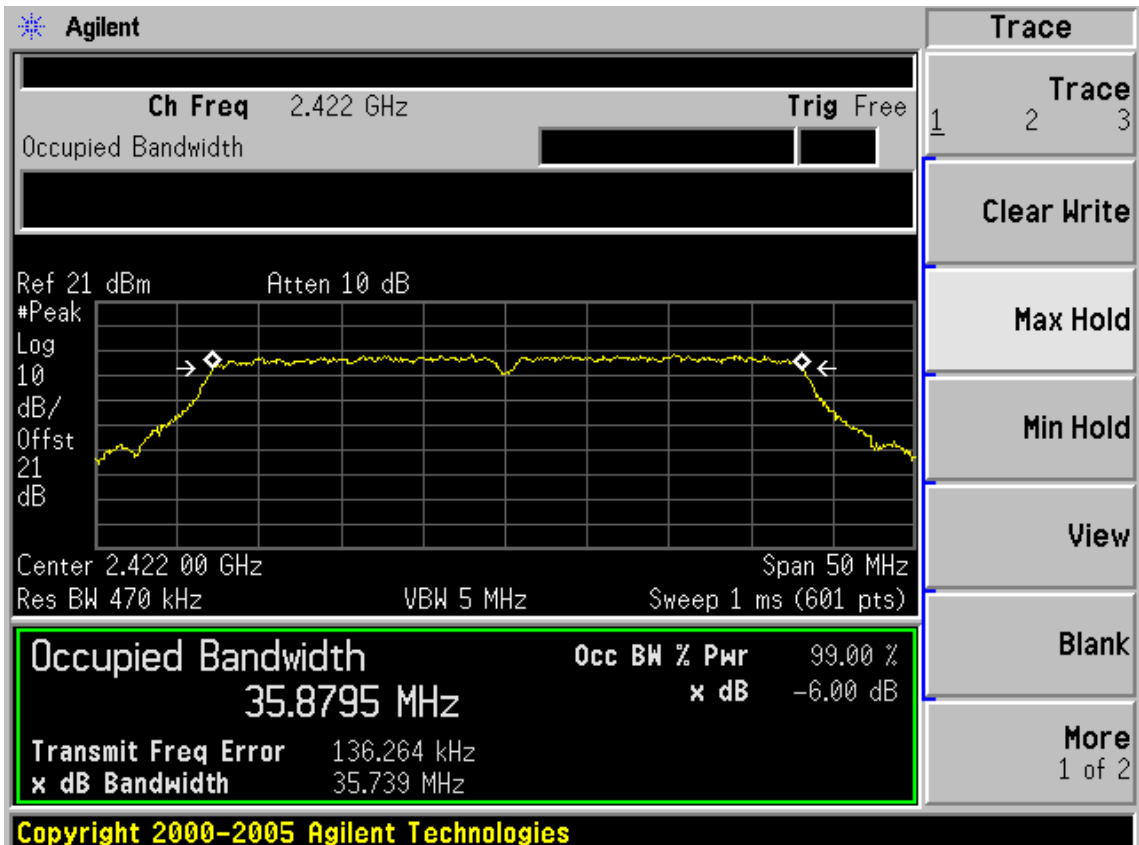 Agilent
Trace
Ch Freq 2.422 GHz Trig Free
Occupied Bandwidth
Trace
1 2 3
Clear Write
Max Hold
Min Hold
View
Blank
More
1 of 2
Ref 21 dBm Atten 10 dB
#Peak
Log
10
dB/
Offst
21
dB
Center 2.422 00 GHz Span 50 MHz
Res BW 470 kHz VBW 5 MHz Sweep 1 ms (601 pts)
Occupied Bandwidth Occ BW % Pwr 99.00 %
35.8795 MHz x dB -6.00 dB
Transmit Freq Error 136.264 kHz
x dB Bandwidth 35.739 MHz
Copyright 2000-2005 Agilent Technologies